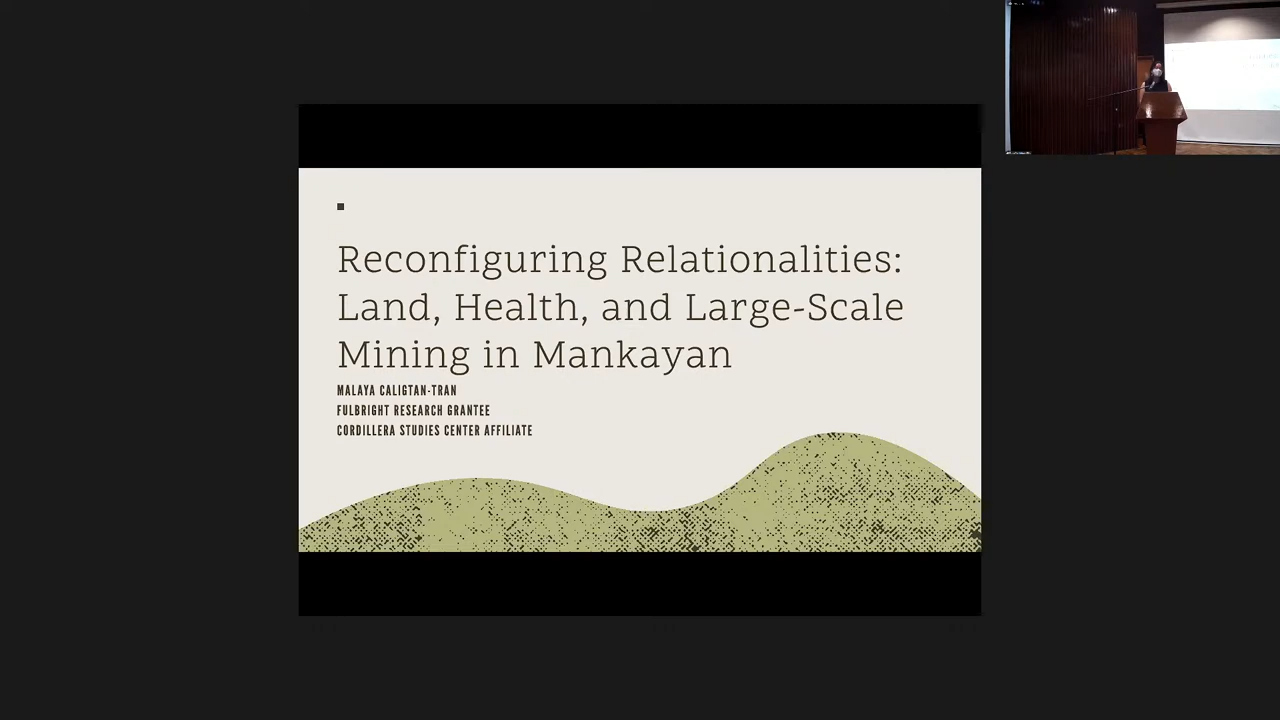 Reconfiguring Relationalities:
Land, Health, and Large-Scale
Mining in Mankayan
MALAYA CALIGTAN-TRAN
FULBRIGHT RESEARCH GRANTEE
CORDILLERA STUDIES CENTER AFFILIATE